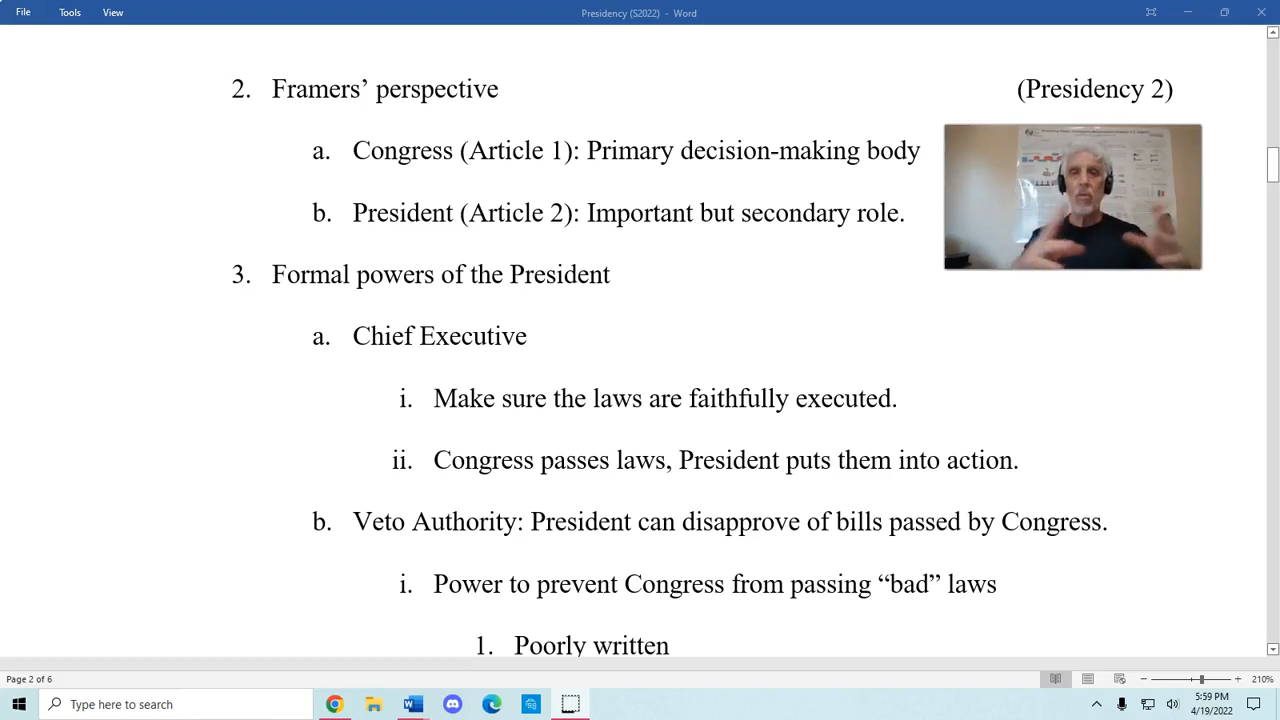 File Tools View Presidency (S2022) - Word
2. Framers’ perspective (Presidency 2)
a. Congress (Article 1): Primary decision-making body
b. President (Article 2): Important but secondary role.
3. Formal powers of the President
a. Chief Executive
i. Make sure the laws are faithfully executed.
ii. Congress passes laws, President puts them into action.
b. Veto Authority: President can disapprove of bills passed by Congress.
i. Power to prevent Congress from passing “bad” laws
1. Poorly written
Page 2 of 6 210%
Type here to search 5:59 PM
4/19/2022